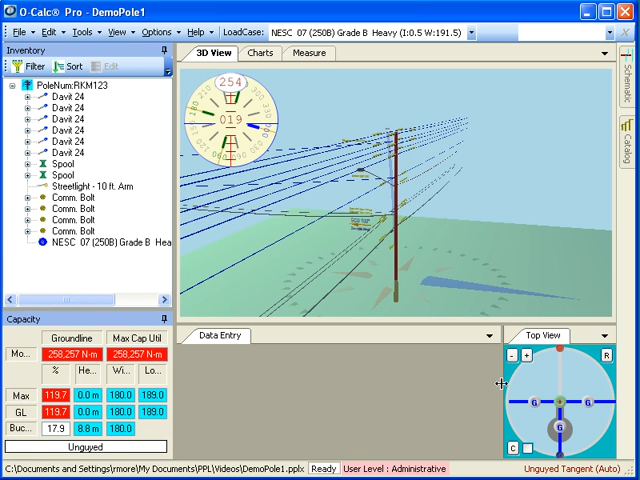 O-Calc® Pro - DemoPole1
File Edit Tools View Options Help LoadCase: NESC 07 (250B) Grade B Heavy (I:0.5 W:191.5)
Inventory
Filter Sort Edit
PoleNum:RKM123
Davit 24
Davit 24
Davit 24
Davit 24
Davit 24
Davit 24
Spool
Spool
Streetlight - 10 ft. Arm
Comm. Bolt
Comm. Bolt
Comm. Bolt
Comm. Bolt
NESC 07 (250B) Grade B Hea
3D View Charts Measure
254
019
Schematic
Catalog
Capacity
Groundline Max Cap Util
Mo... 258,257 N-m 258,257 N-m
% He... Wi... Lo...
Max 119.7 0.0 m 180.0 189.0
GL 119.7 0.0 m 180.0 189.0
Buc... 17.9 8.8 m 180.0
Unguyed
Data Entry
Top View
- + R
G G
G
C
C:\Documents and Settings\rmore\My Documents\PPL\Videos\DemoPole1.pplx Ready User Level : Administrative Unguyed Tangent (Auto)